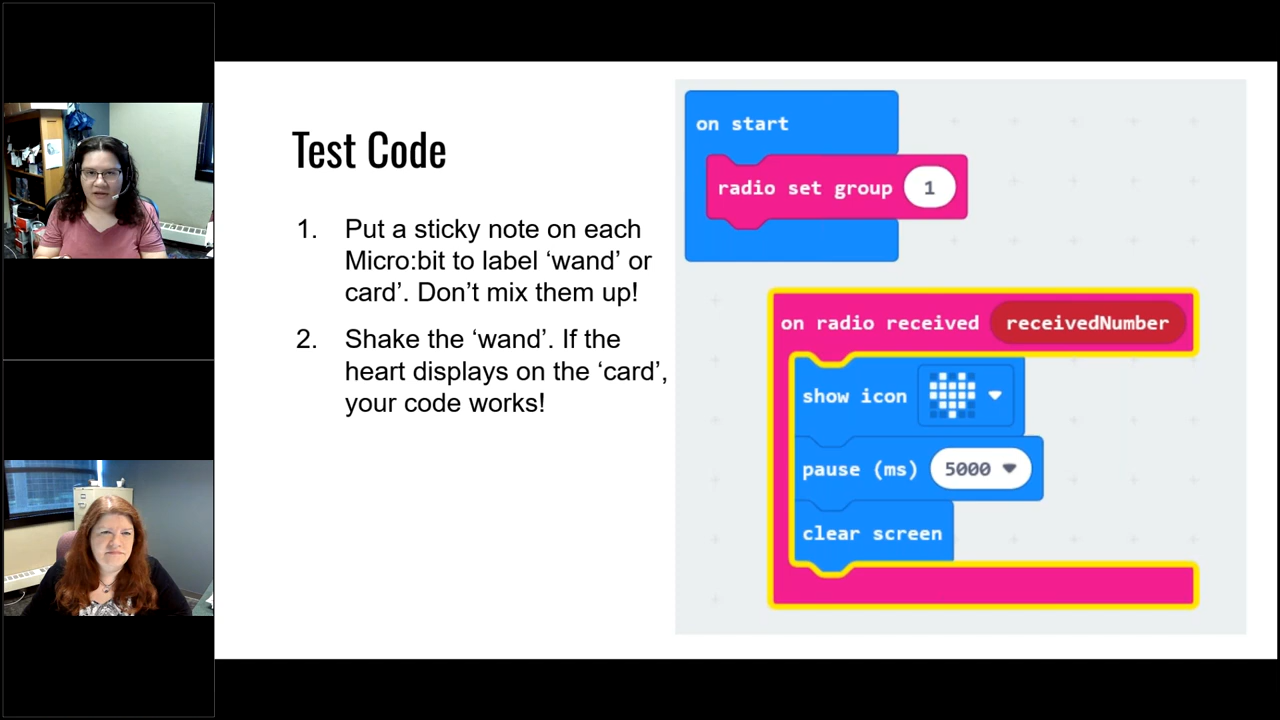 Test Code
1. Put a sticky note on each
Micro:bit to label ‘wand’ or
card’. Don’t mix them up!
2. Shake the ‘wand’. If the
heart displays on the ‘card’,
your code works!
on start
radio set group 1
on radio received receivedNumber
show icon
pause (ms) 5000
clear screen